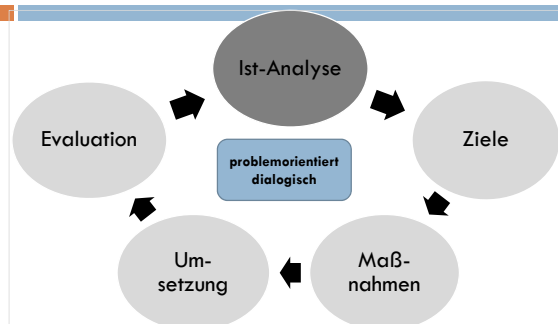 Ist-Analyse
Ziele
Maß-
nahmen
Um-
setzung
Evaluation
problemorientiert
dialogisch